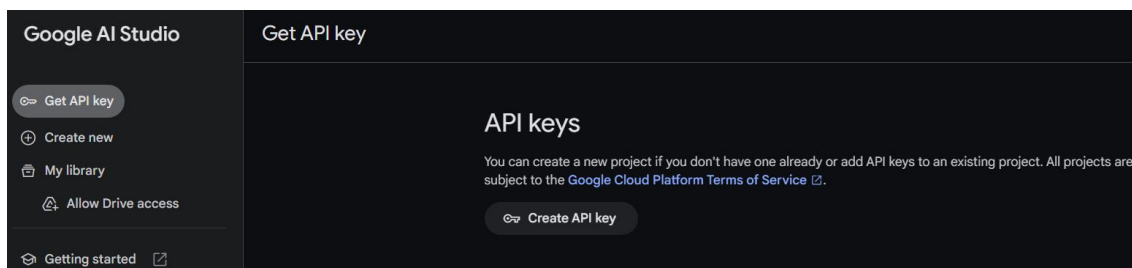 Google AI Studio
Get API key
Get API key
Create new
My library
Allow Drive access
Getting started
API keys
You can create a new project if you don't have one already or add API keys to an existing project. All projects are
subject to the Google Cloud Platform Terms of Service.
Create API key